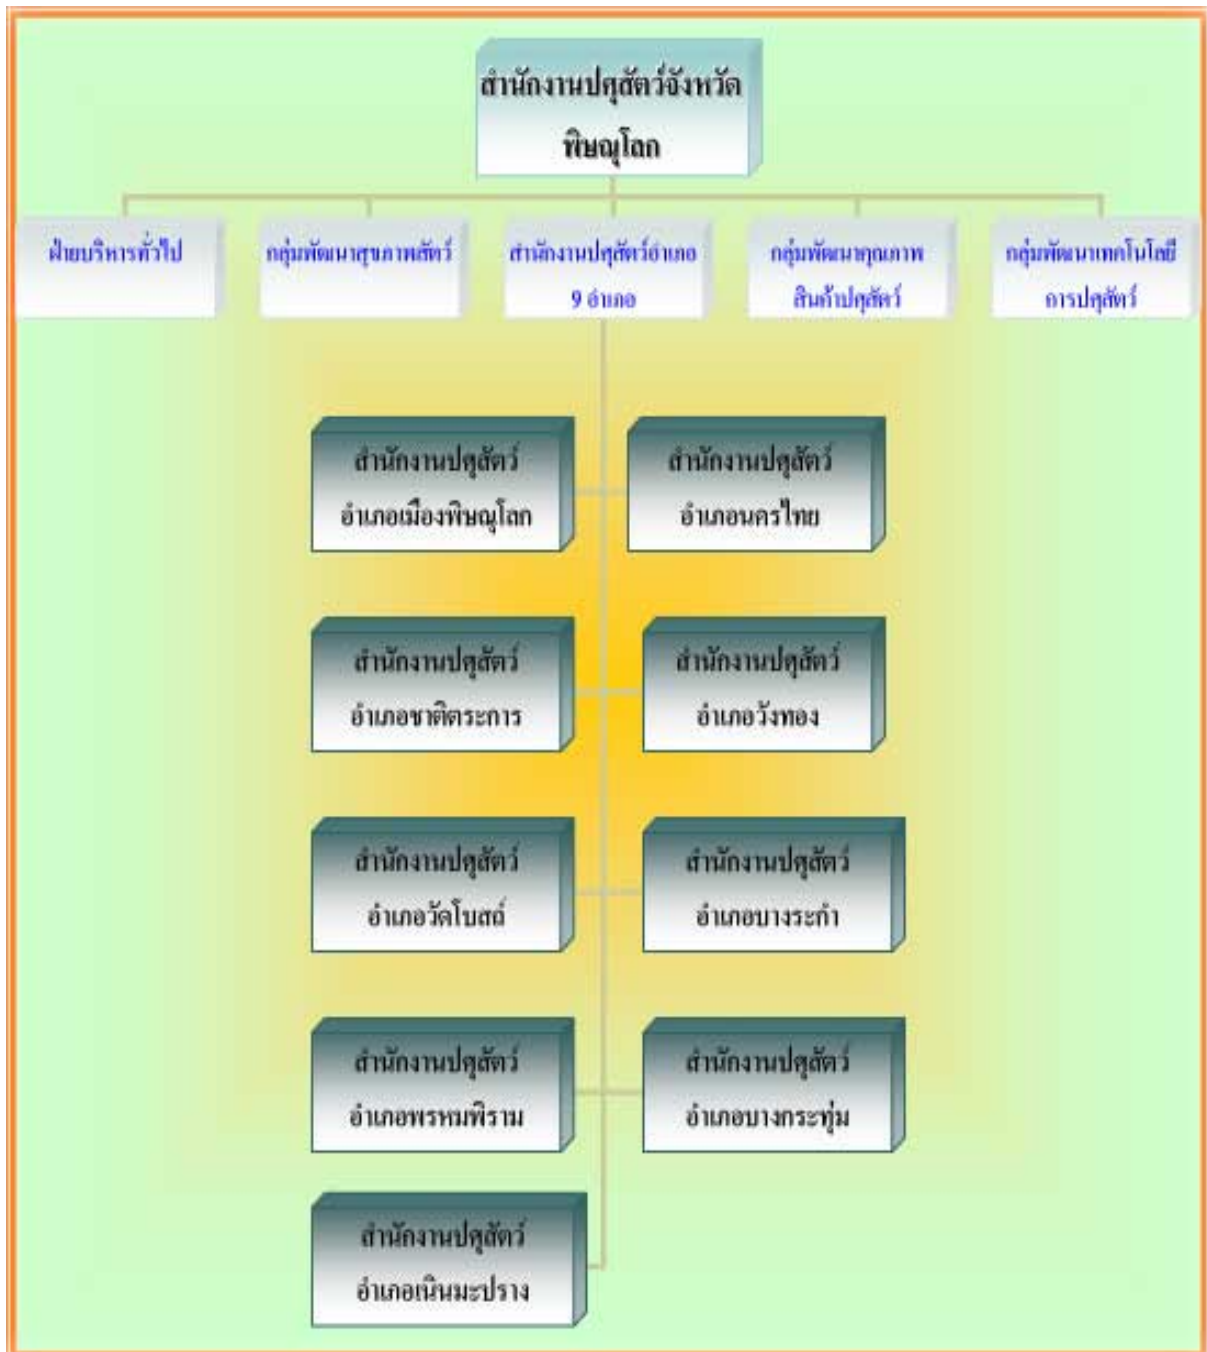 สำนักงานปศุสัตว์จังหวัด
พิษณุโลก
ฝ่ายบริหารทั่วไป
กลุ่มพัฒนาสุขภาพสัตว์
สำนักงานปศุสัตว์อำเภอ
9 อำเภอ
กลุ่มพัฒนาคุณภาพ
สินค้าปศุสัตว์
กลุ่มพัฒนาเทคโนโลยี
การปศุสัตว์
สำนักงานปศุสัตว์
อำเภอเมืองพิษณุโลก
สำนักงานปศุสัตว์
อำเภอนครไทย
สำนักงานปศุสัตว์
อำเภอชาติตระการ
สำนักงานปศุสัตว์
อำเภอวังทอง
สำนักงานปศุสัตว์
อำเภอวัดโบสถ์
สำนักงานปศุสัตว์
อำเภอบางระกำ
สำนักงานปศุสัตว์
อำเภอพรหมพิราม
สำนักงานปศุสัตว์
อำเภอบางกระทุ่ม
สำนักงานปศุสัตว์
อำเภอเนินมะปราง